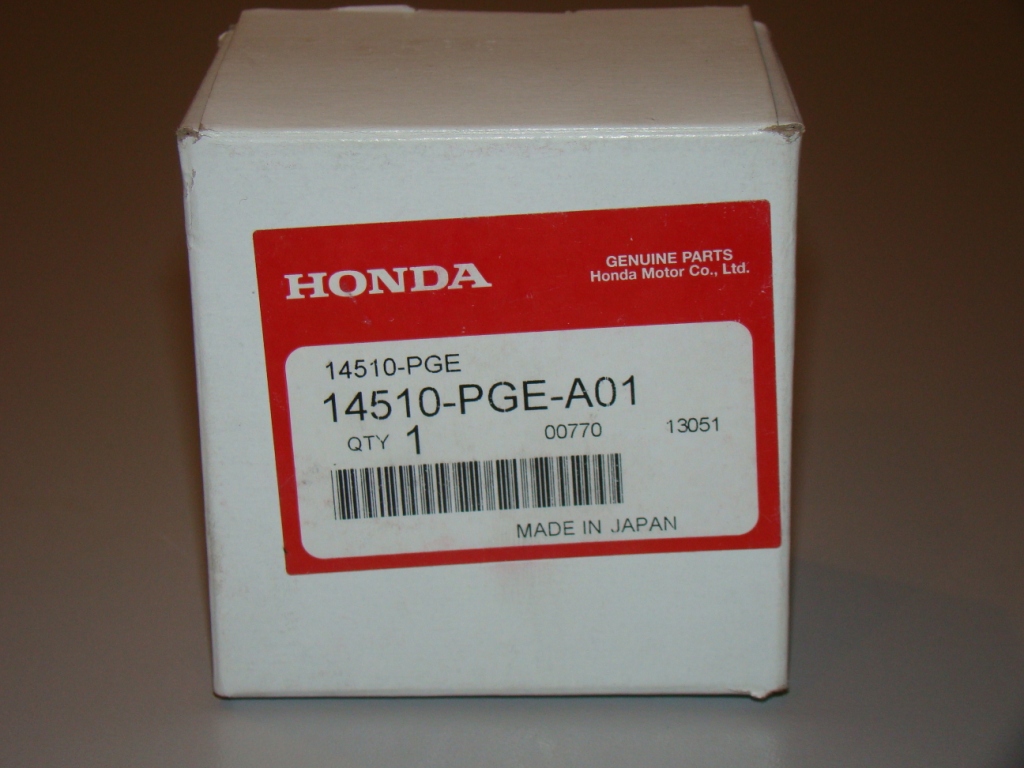 HONDA
GENUINE PARTS
Honda Motor Co., Ltd.
14510-PGE
14510-PGE-A01
QTY 1 00770 13051
MADE IN JAPAN